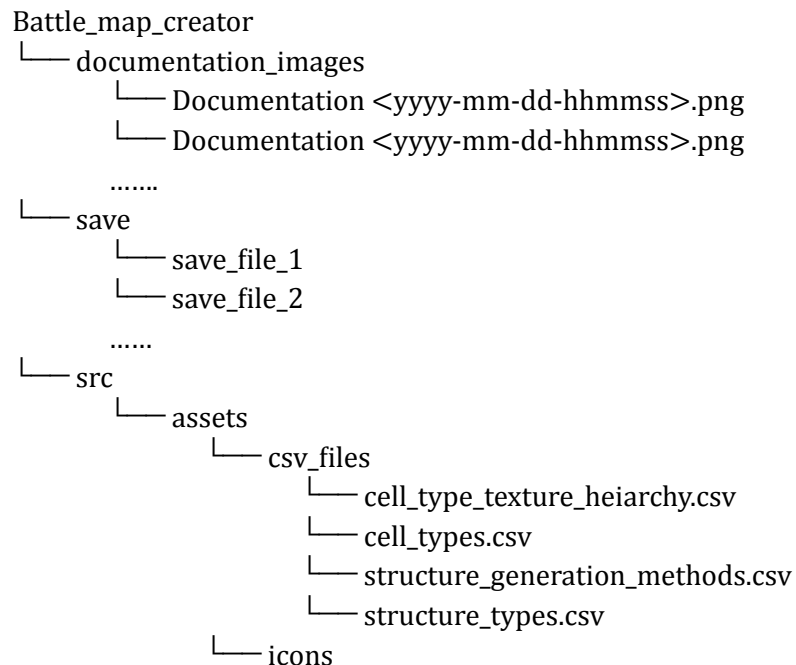 Battle_map_creator
└── documentation_images
└── Documentation <yyyy-mm-dd-hhmmss>.png
└── Documentation <yyyy-mm-dd-hhmmss>.png
…….
└── save
└── save_file_1
└── save_file_2
……
└── src
└── assets
└── csv_files
└── cell_type_texture_heiarchy.csv
└── cell_types.csv
└── structure_generation_methods.csv
└── structure_types.csv
└── icons